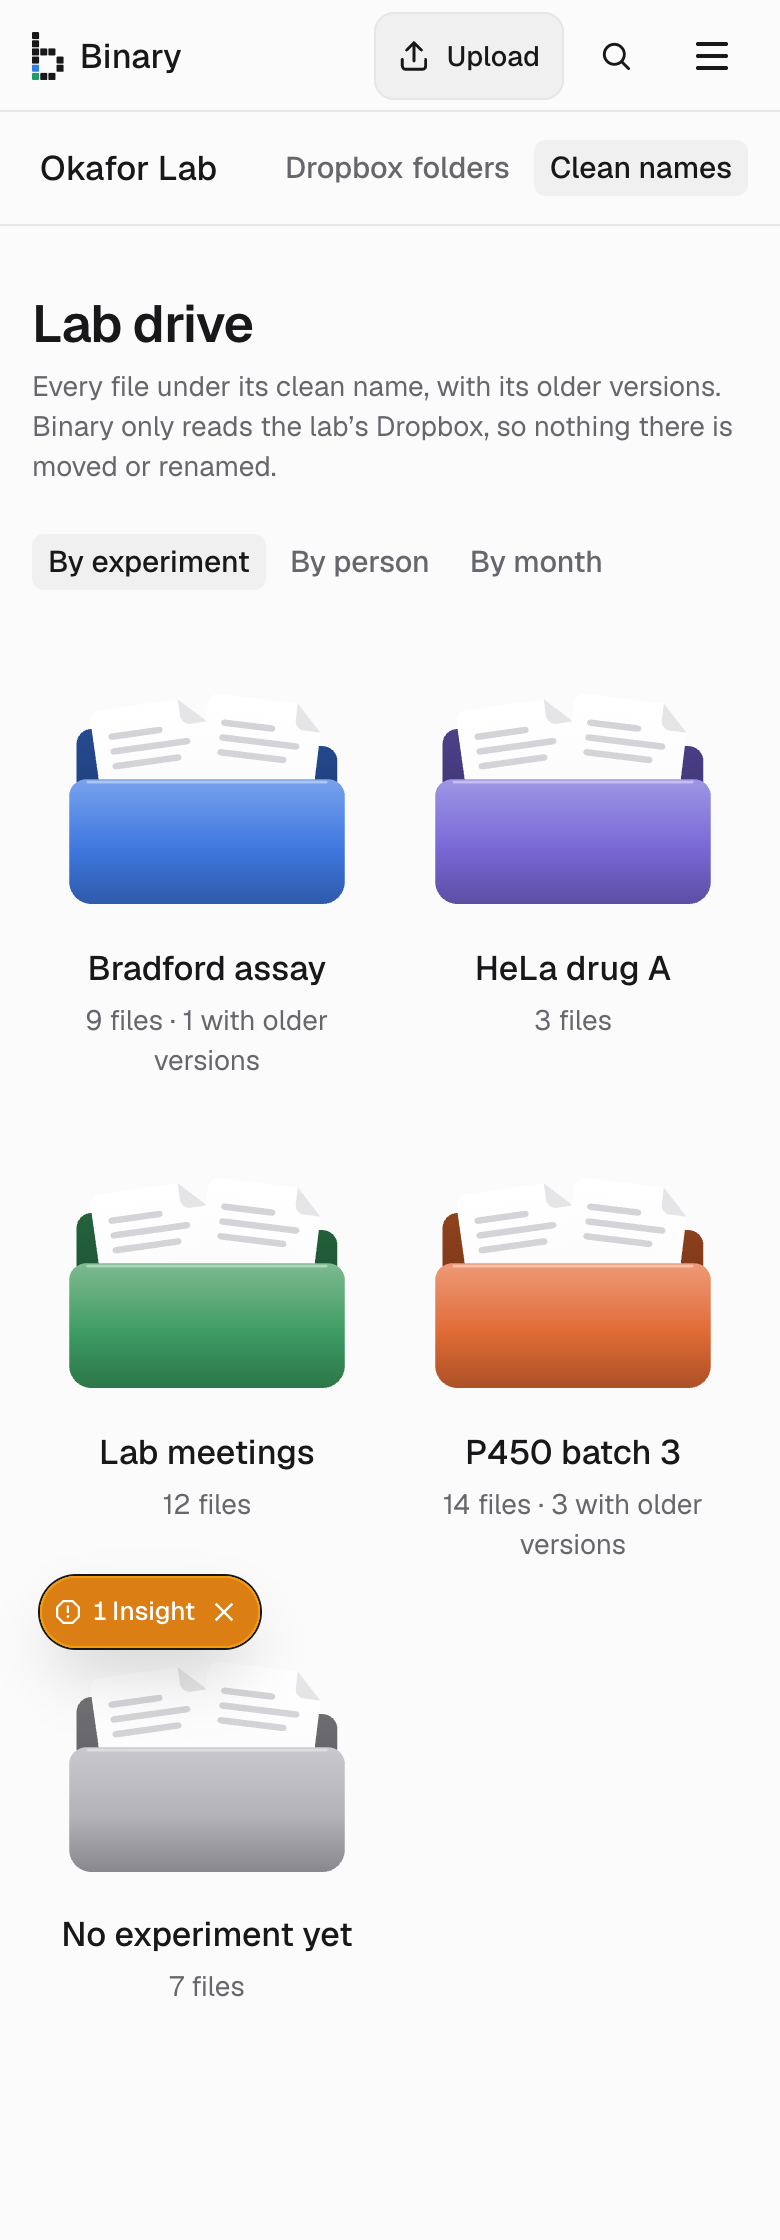 Binary
Upload
Okafor Lab
Dropbox folders
Clean names
Lab drive
Every file under its clean name, with its older versions.
Binary only reads the lab’s Dropbox, so nothing there is
moved or renamed.
By experiment
By person
By month
Bradford assay
9 files · 1 with older
versions
HeLa drug A
3 files
Lab meetings
12 files
P450 batch 3
14 files · 3 with older
versions
1 Insight
No experiment yet
7 files